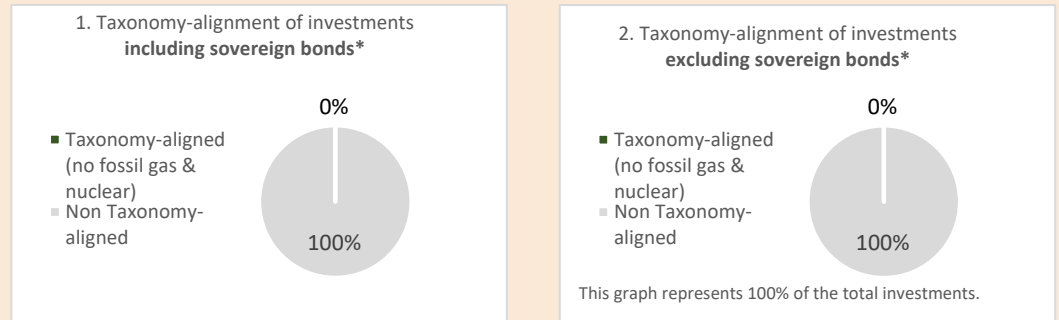 1. Taxonomy-alignment of investments
including sovereign bonds*
0%
Taxonomy-aligned
(no fossil gas &
nuclear)
Non Taxonomy-
aligned
100%
2. Taxonomy-alignment of investments
excluding sovereign bonds*
0%
Taxonomy-aligned
(no fossil gas &
nuclear)
Non Taxonomy-
aligned
100%
This graph represents 100% of the total investments.